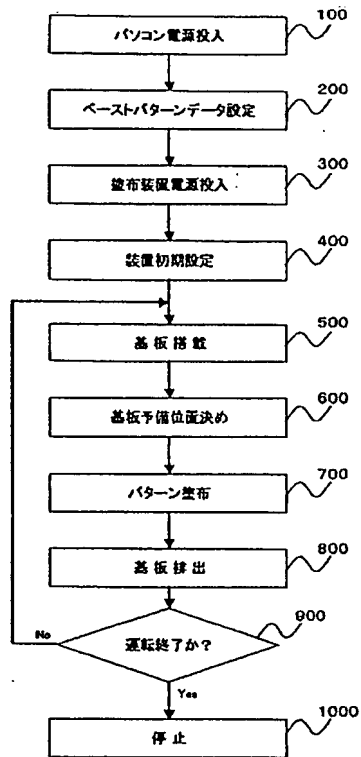 100
パソコン電源投入
200
ペーストパターンデータ設定
300
塗布装置電源投入
400
装置初期設定
500
基板搭載
600
基板予備位置決め
700
パターン塗布
800
基板排出
900
運転終了か?
No
Yes
1000
停止